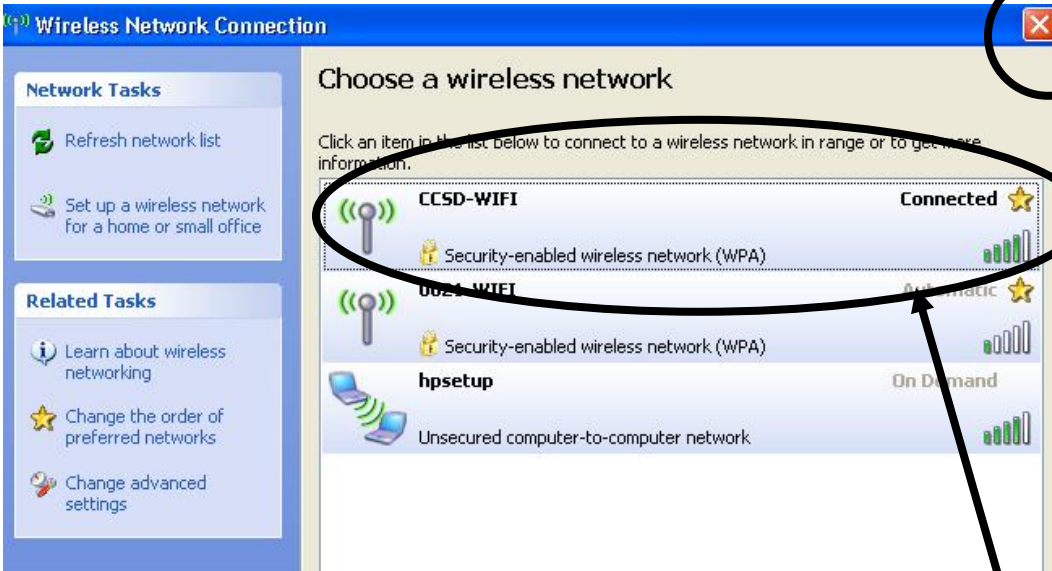 Wireless Network Connection
Choose a wireless network
Network Tasks
Refresh network list
Set up a wireless network
for a home or small office
Related Tasks
Learn about wireless
networking
Change the order of
preferred networks
Change advanced
settings
Click an item in the list below to connect to a wireless network in range or to get more
information.
CCSD-WIFI Connected
Security-enabled wireless network (WPA)
0021-WIFI Automatic
Security-enabled wireless network (WPA)
hpsetup On Demand
Unsecured computer-to-computer network